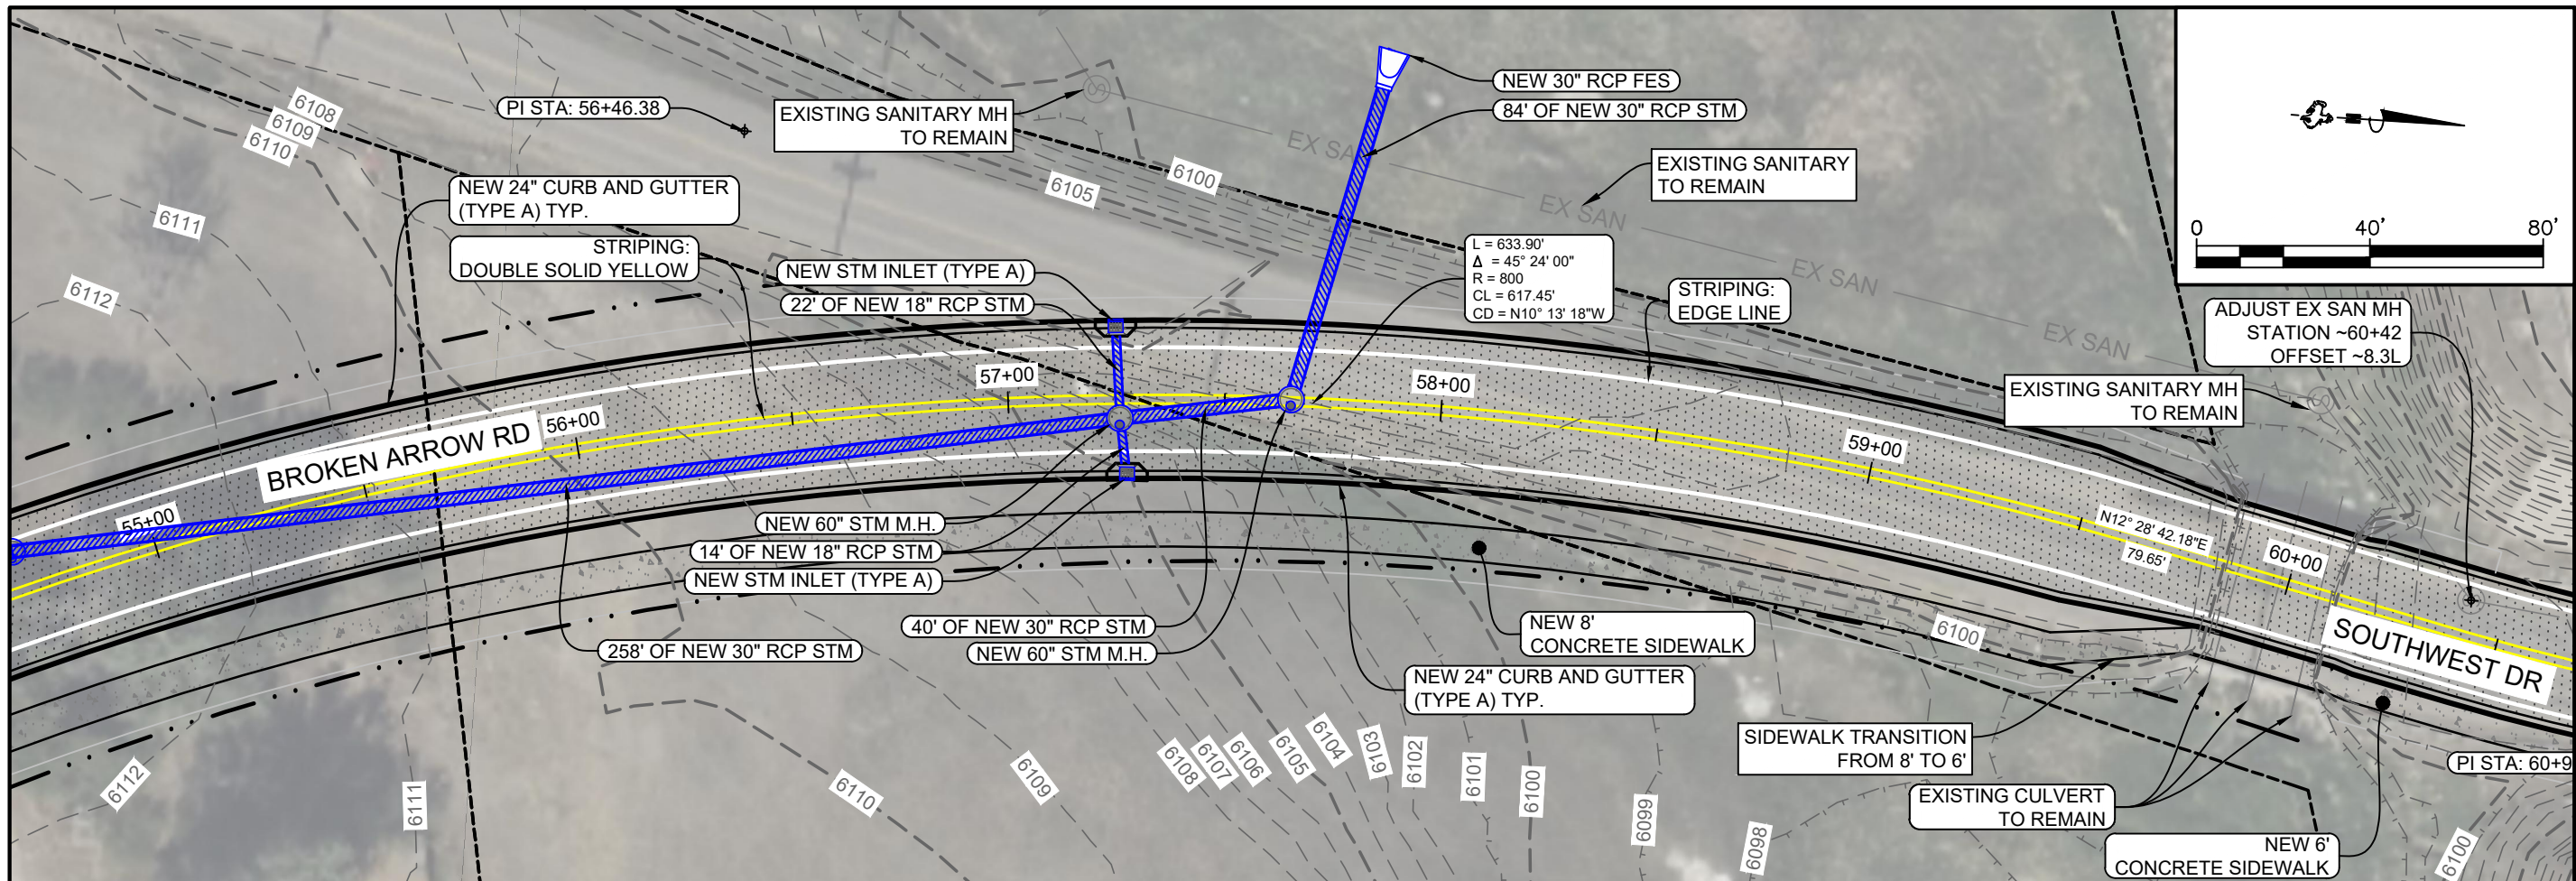 PI STA: 56+46.38
EXISTING SANITARY MH
TO REMAIN
NEW 30" RCP FES
84' OF NEW 30" RCP STM
EXISTING SANITARY
TO REMAIN
EX SAN
EX SAN
EX SAN
EX SAN
0
40'
80'
6108
6109
6110
6111
6112
6105
6100
NEW 24" CURB AND GUTTER
(TYPE A) TYP.
STRIPING:
DOUBLE SOLID YELLOW
NEW STM INLET (TYPE A)
22' OF NEW 18" RCP STM
L = 633.90'
Δ = 45° 24' 00"
R = 800
CL = 617.45'
CD = N10° 13' 18"W
STRIPING:
EDGE LINE
ADJUST EX SAN MH
STATION ~60+42
OFFSET ~8.3L
EXISTING SANITARY MH
TO REMAIN
BROKEN ARROW RD
55+00
56+00
57+00
58+00
59+00
60+00
N12° 28' 42.18"E
79.65'
SOUTHWEST DR
NEW 60" STM M.H.
14' OF NEW 18" RCP STM
NEW STM INLET (TYPE A)
258' OF NEW 30" RCP STM
40' OF NEW 30" RCP STM
NEW 60" STM M.H.
NEW 8'
CONCRETE SIDEWALK
NEW 24" CURB AND GUTTER
(TYPE A) TYP.
6100
SIDEWALK TRANSITION
FROM 8' TO 6'
EXISTING CULVERT
TO REMAIN
NEW 6'
CONCRETE SIDEWALK
PI STA: 60+9
6112
6111
6110
6109
6108
6107
6106
6105
6104
6103
6102
6101
6100
6099
6098
6100